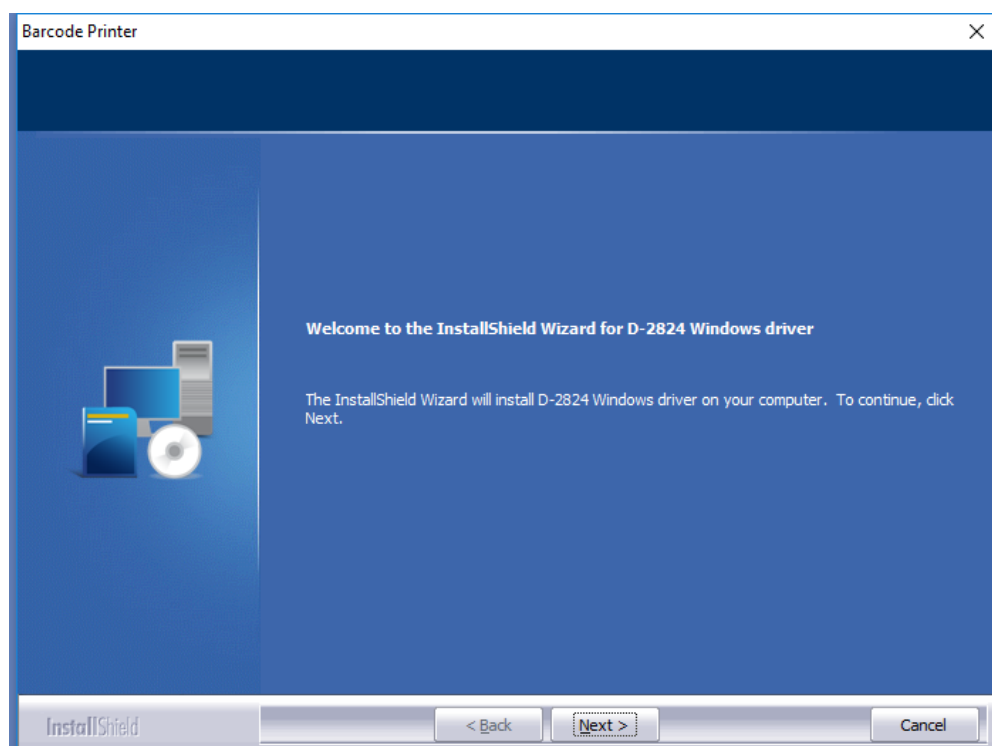 Barcode Printer
Welcome to the InstallShield Wizard for D-2824 Windows driver
The InstallShield Wizard will install D-2824 Windows driver on your computer. To continue, click
Next.
InstallShield
< Back
Next >
Cancel